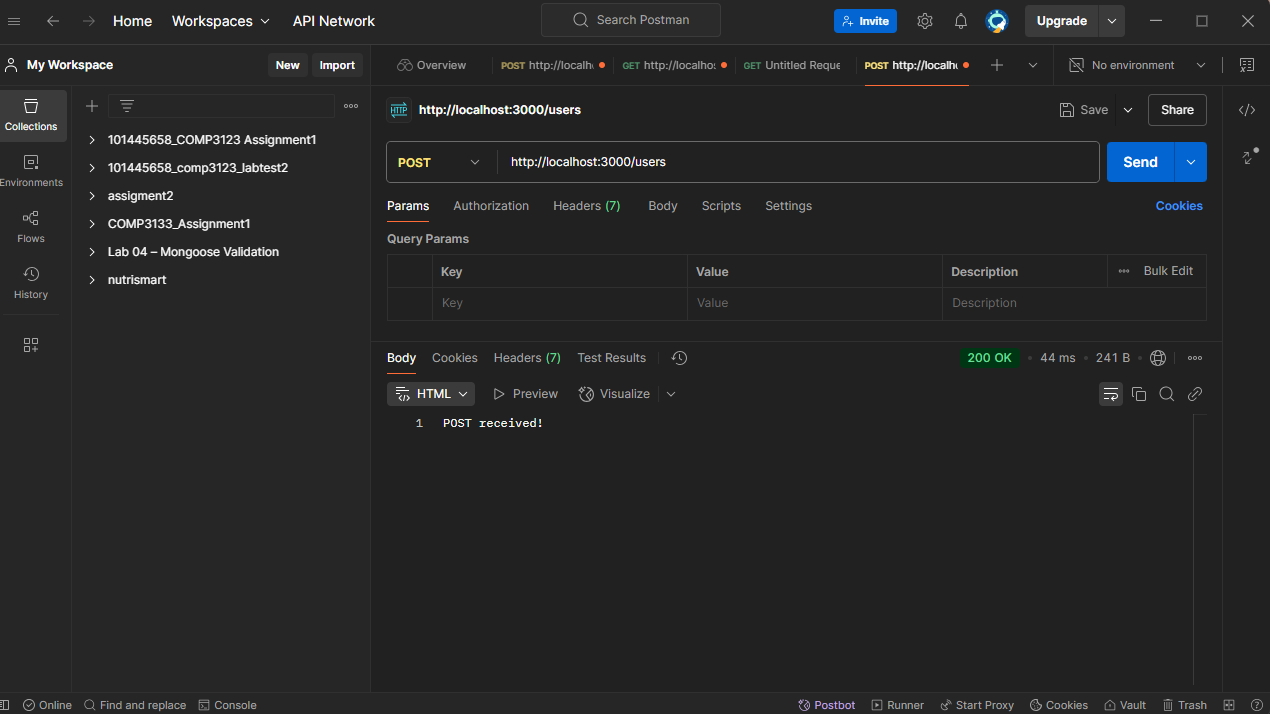 Home Workspaces API Network Search Postman Invite Upgrade
My Workspace New Import Overview POST http://localh GET http://localhos GET Untitled Reque POST http://localh No environment
Collections
Environments
Flows
History
101445658_COMP3123 Assignment1
101445658_comp3123_labtest2
assigment2
COMP3133_Assignment1
Lab 04 – Mongoose Validation
nutrismart
HTTP http://localhost:3000/users Save Share
POST http://localhost:3000/users Send
Params Authorization Headers (7) Body Scripts Settings Cookies
Query Params
Key Value Description Bulk Edit
Key Value Description
Body Cookies Headers (7) Test Results 200 OK 44 ms 241 B
HTML Preview Visualize
1 POST received!
Online Find and replace Console Postbot Runner Start Proxy Cookies Vault Trash